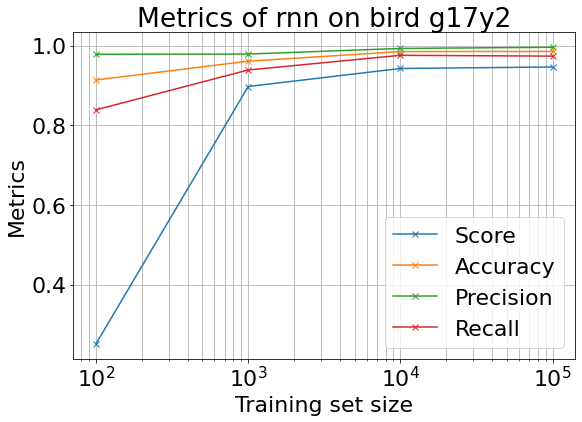 Metrics of rnn on bird g17y2
1.0
0.8
0.6
0.4
Metrics
10²
10³
10⁴
10⁵
Training set size
Score
Accuracy
Precision
Recall